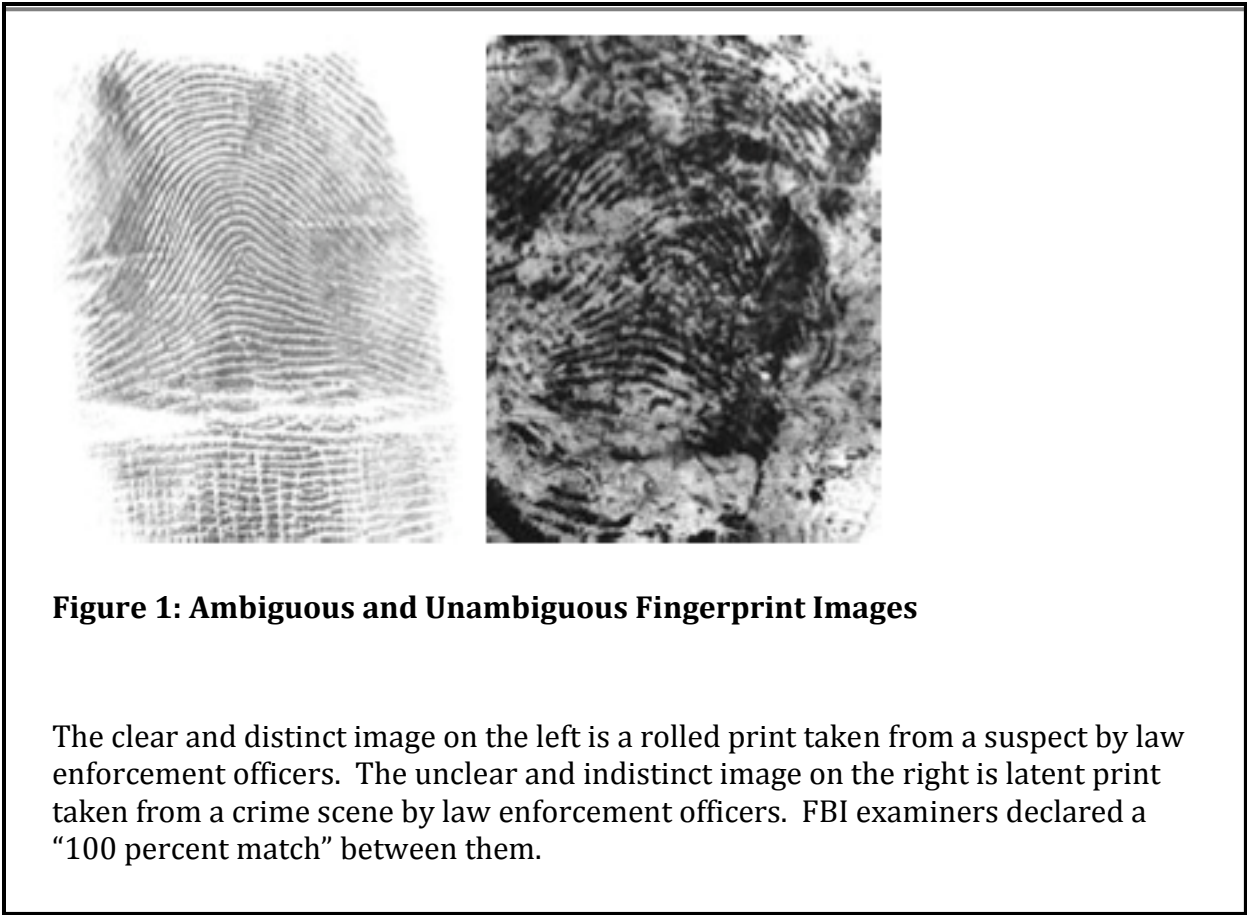 Figure 1: Ambiguous and Unambiguous Fingerprint Images
The clear and distinct image on the left is a rolled print taken from a suspect by law
enforcement officers.  The unclear and indistinct image on the right is latent print
taken from a crime scene by law enforcement officers.  FBI examiners declared a
“100 percent match” between them.